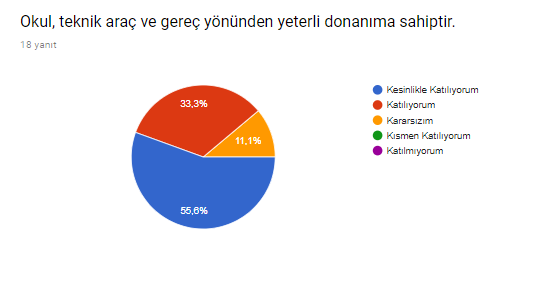 Okul, teknik araç ve gereç yönünden yeterli donanıma sahiptir.
18 yanıt
33,3%
11,1%
55,6%
Kesinlikle Katılıyorum
Katılıyorum
Kararsızım
Kısmen Katılıyorum
Katılmıyorum